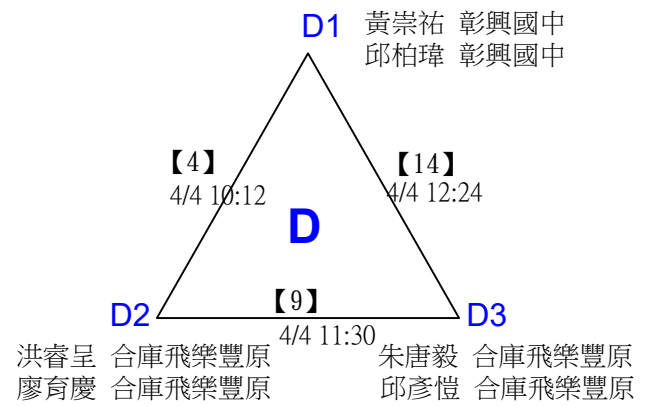 D1 黃崇祐 彰興國中
邱柏瑋 彰興國中
【4】
4/4 10:12
【14】
4/4 12:24
D
【9】
4/4 11:30
D2
D3
洪睿呈 合庫飛樂豐原
廖育慶 合庫飛樂豐原
朱唐毅 合庫飛樂豐原
邱彥愷 合庫飛樂豐原